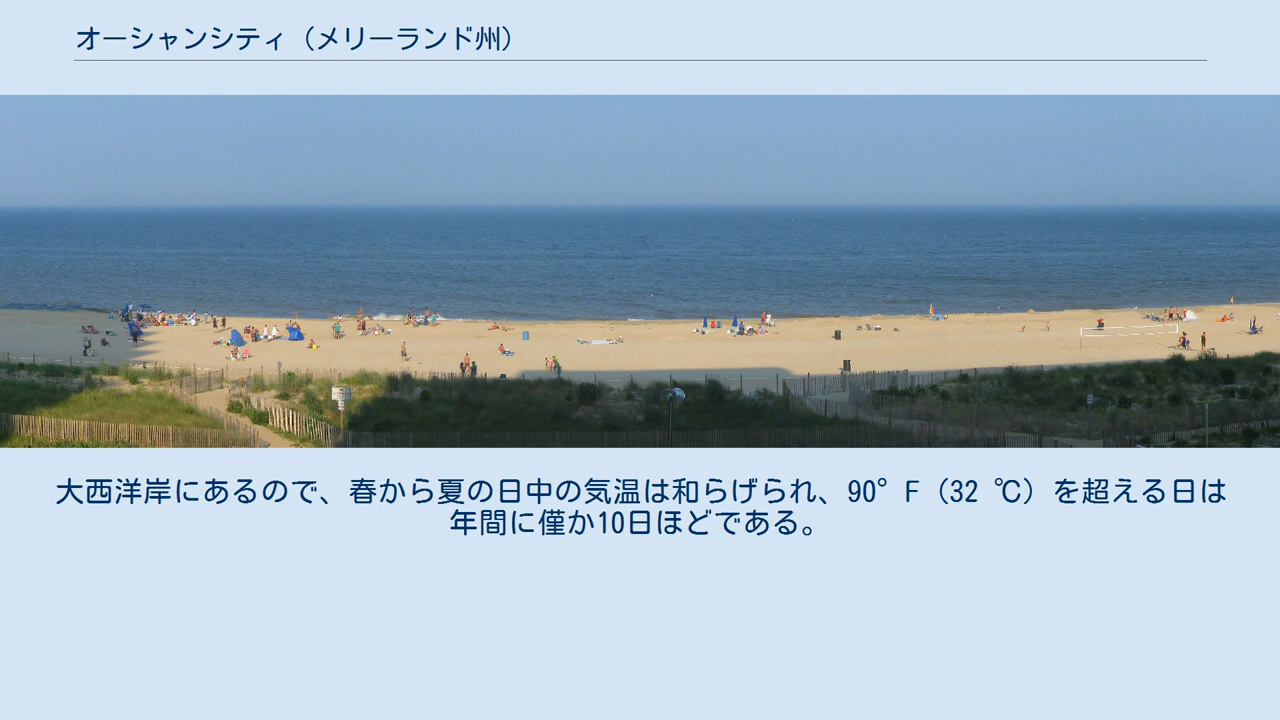 オーシャンシティ（メリーランド州）
大西洋岸にあるので、春から夏の日中の気温は和らげられ、90°F（32 ℃）を超える日は
年間に僅か10日ほどである。